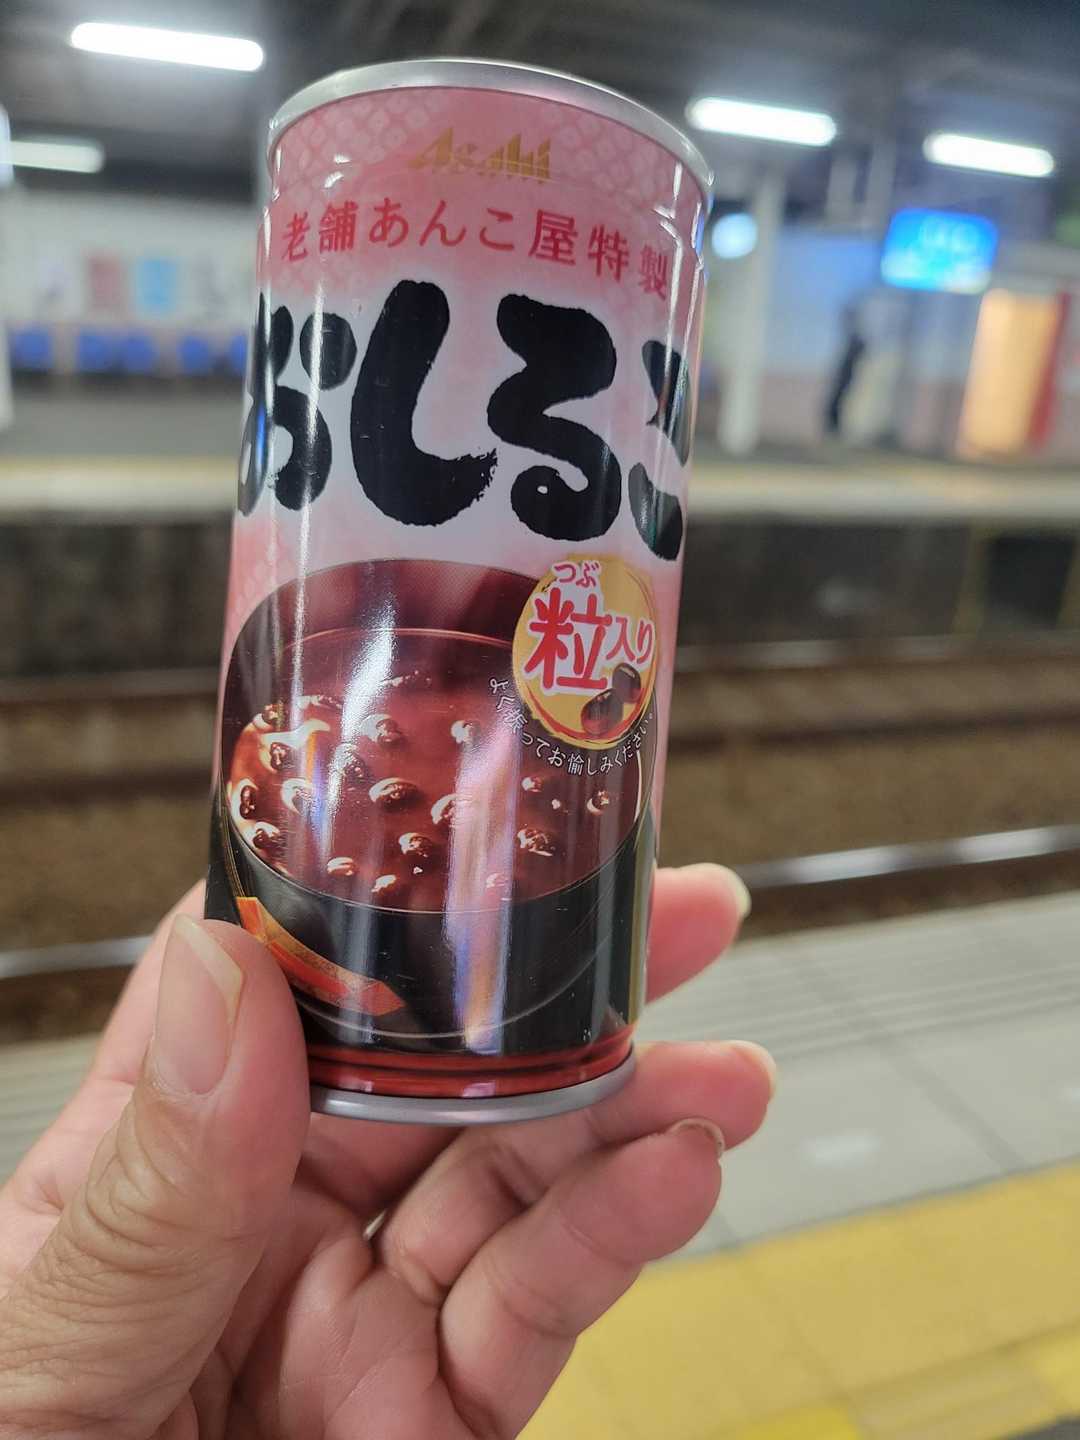 Asahi
老舗あんこ屋特製
おしるこ
つぶ
粒入り
よく振ってお愉しみください。